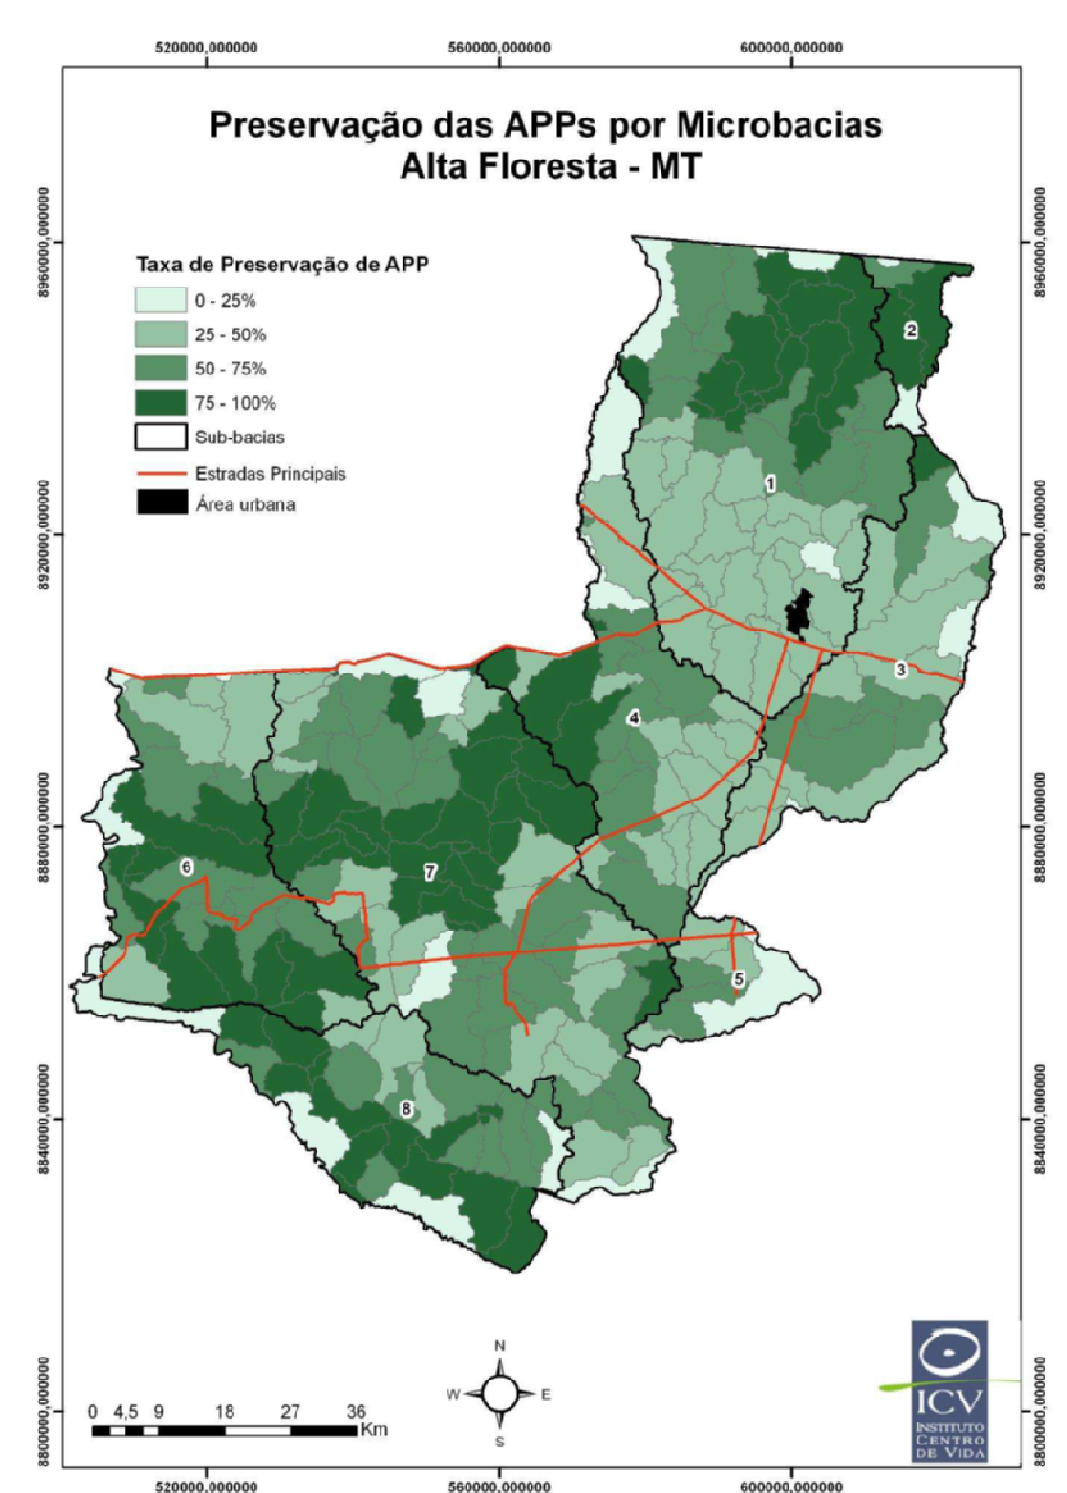 520000,000000 560000,000000 600000,000000
Preservação das APPs por Microbacias
Alta Floresta - MT
8960000,000000
8960000,000000
Taxa de Preservação de APP
0 - 25%
25 - 50%
50 - 75%
75 - 100%
Sub-bacias
Estradas Principais
Área urbana
2
1
8920000,000000
8920000,000000
3
4
8880000,000000
8880000,000000
6
7
5
8
8840000,000000
8840000,000000
N
W E
S
0 4,5 9 18 27 36
Km
ICV
INSTITUTO
CENTRO
DE VIDA
8800000,000000
8800000,000000
520000,000000 560000,000000 600000,000000